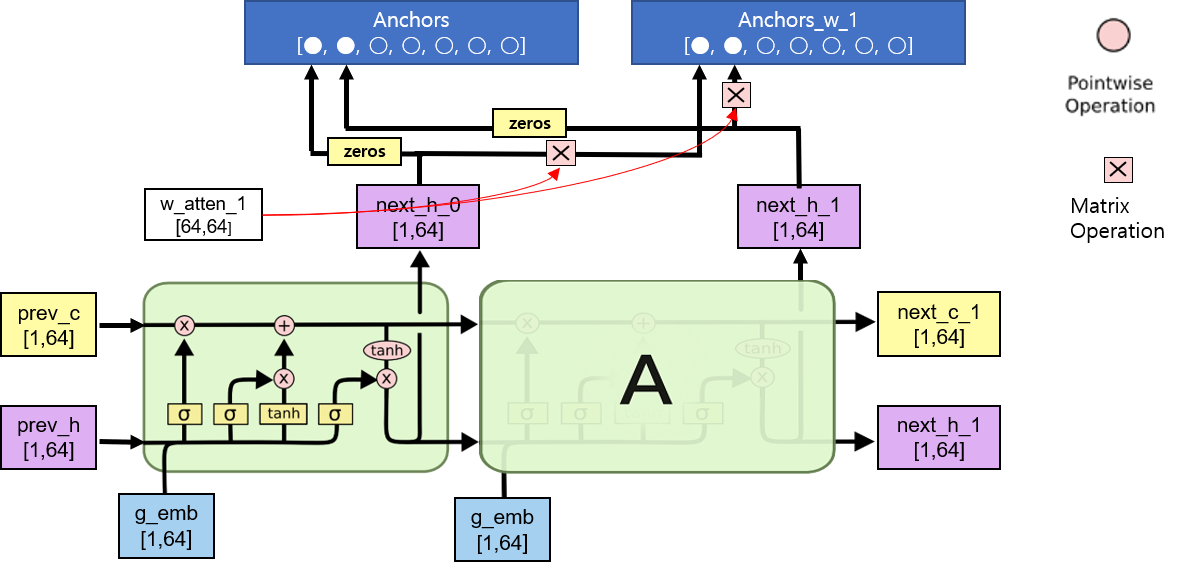 Anchors
[●, ●, ○, ○, ○, ○, ○]
Anchors_w_1
[●, ●, ○, ○, ○, ○, ○]
Pointwise
Operation
zeros
zeros
Matrix
Operation
w_atten_1
[64,64]
next_h_0
[1,64]
next_h_1
[1,64]
prev_c
[1,64]
x
+
tanh
x
x
σ
σ
tanh
σ
x
+
tanh
x
σ
σ
σ
A
next_c_1
[1,64]
prev_h
[1,64]
next_h_1
[1,64]
g_emb
[1,64]
g_emb
[1,64]